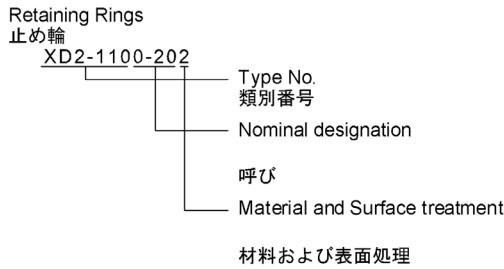 Retaining Rings
止め輪
XD2-1100-202
Type No.
類別番号
Nominal designation
呼び
Material and Surface treatment
材料および表面処理